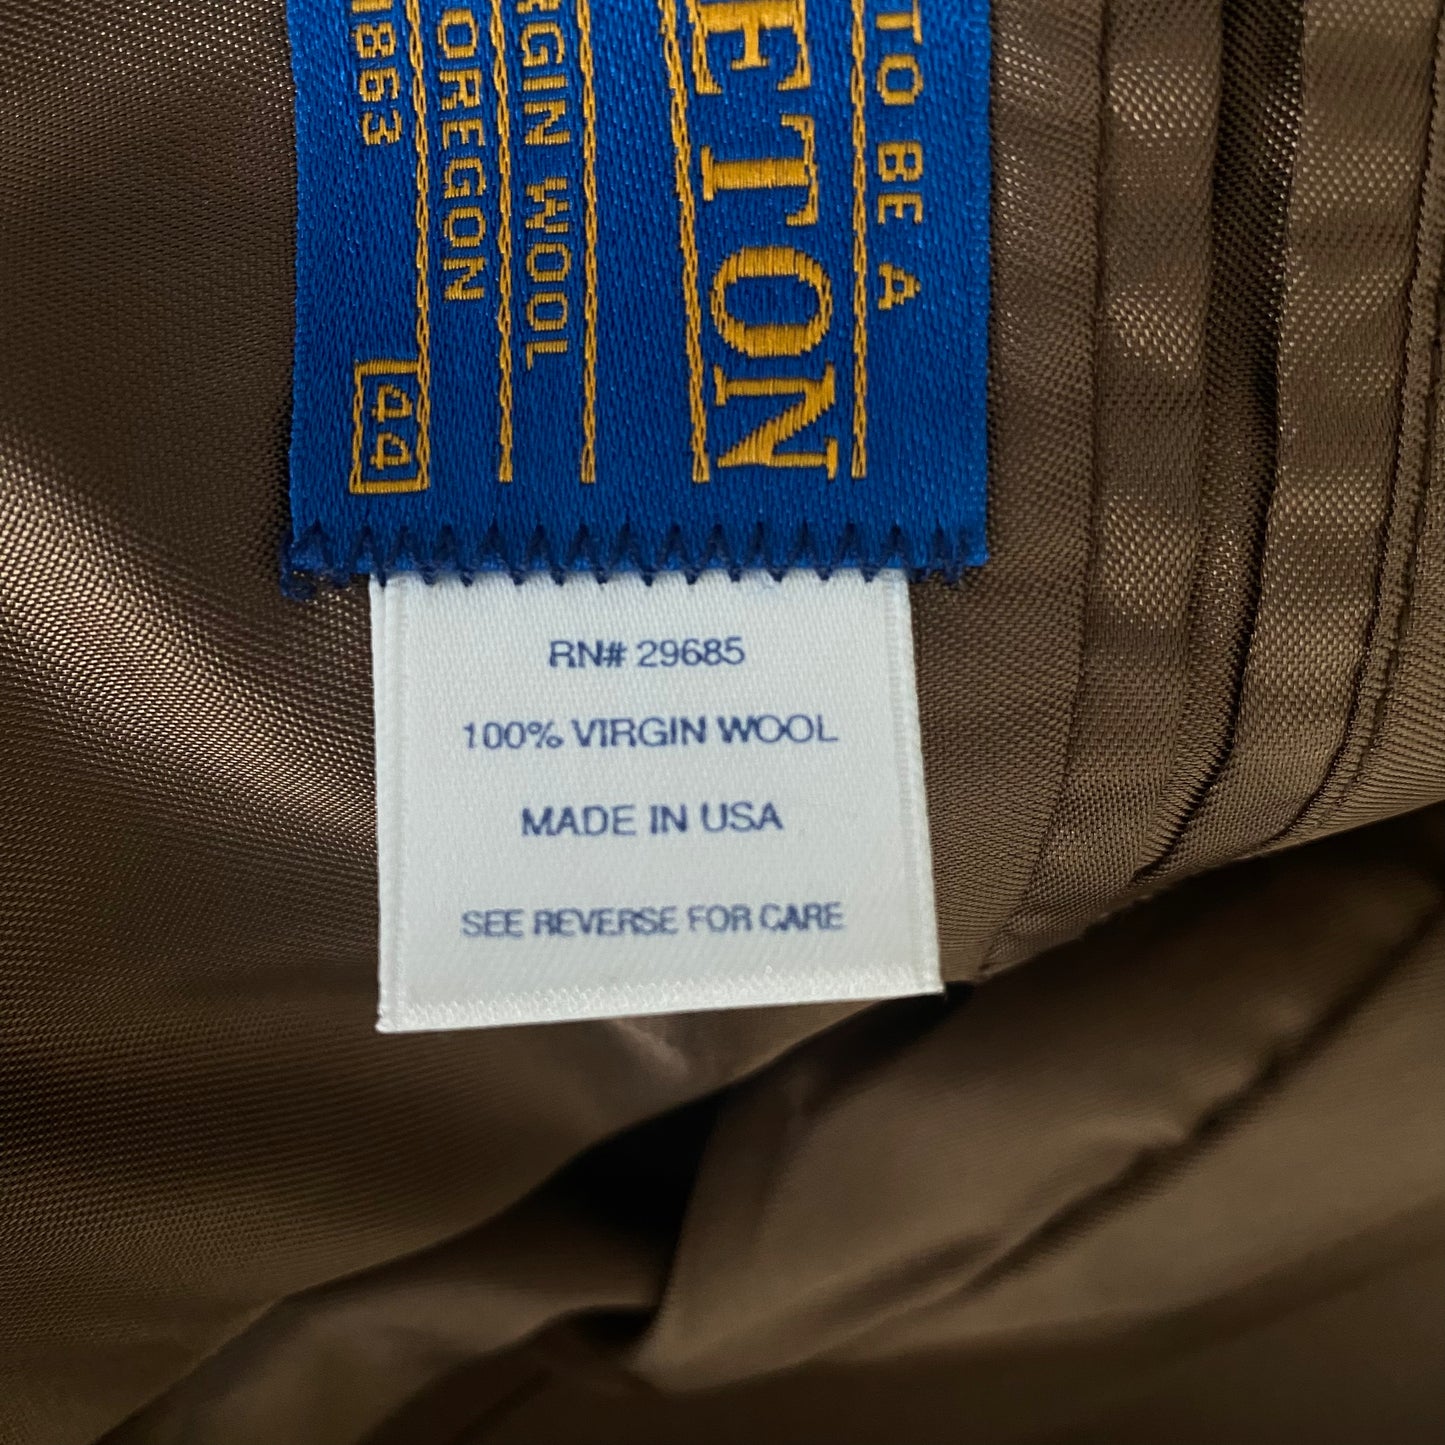 TO BE A
ETON
RGIN WOOL
OREGON
1863
44
RN# 29685
100% VIRGIN WOOL
MADE IN USA
SEE REVERSE FOR CARE